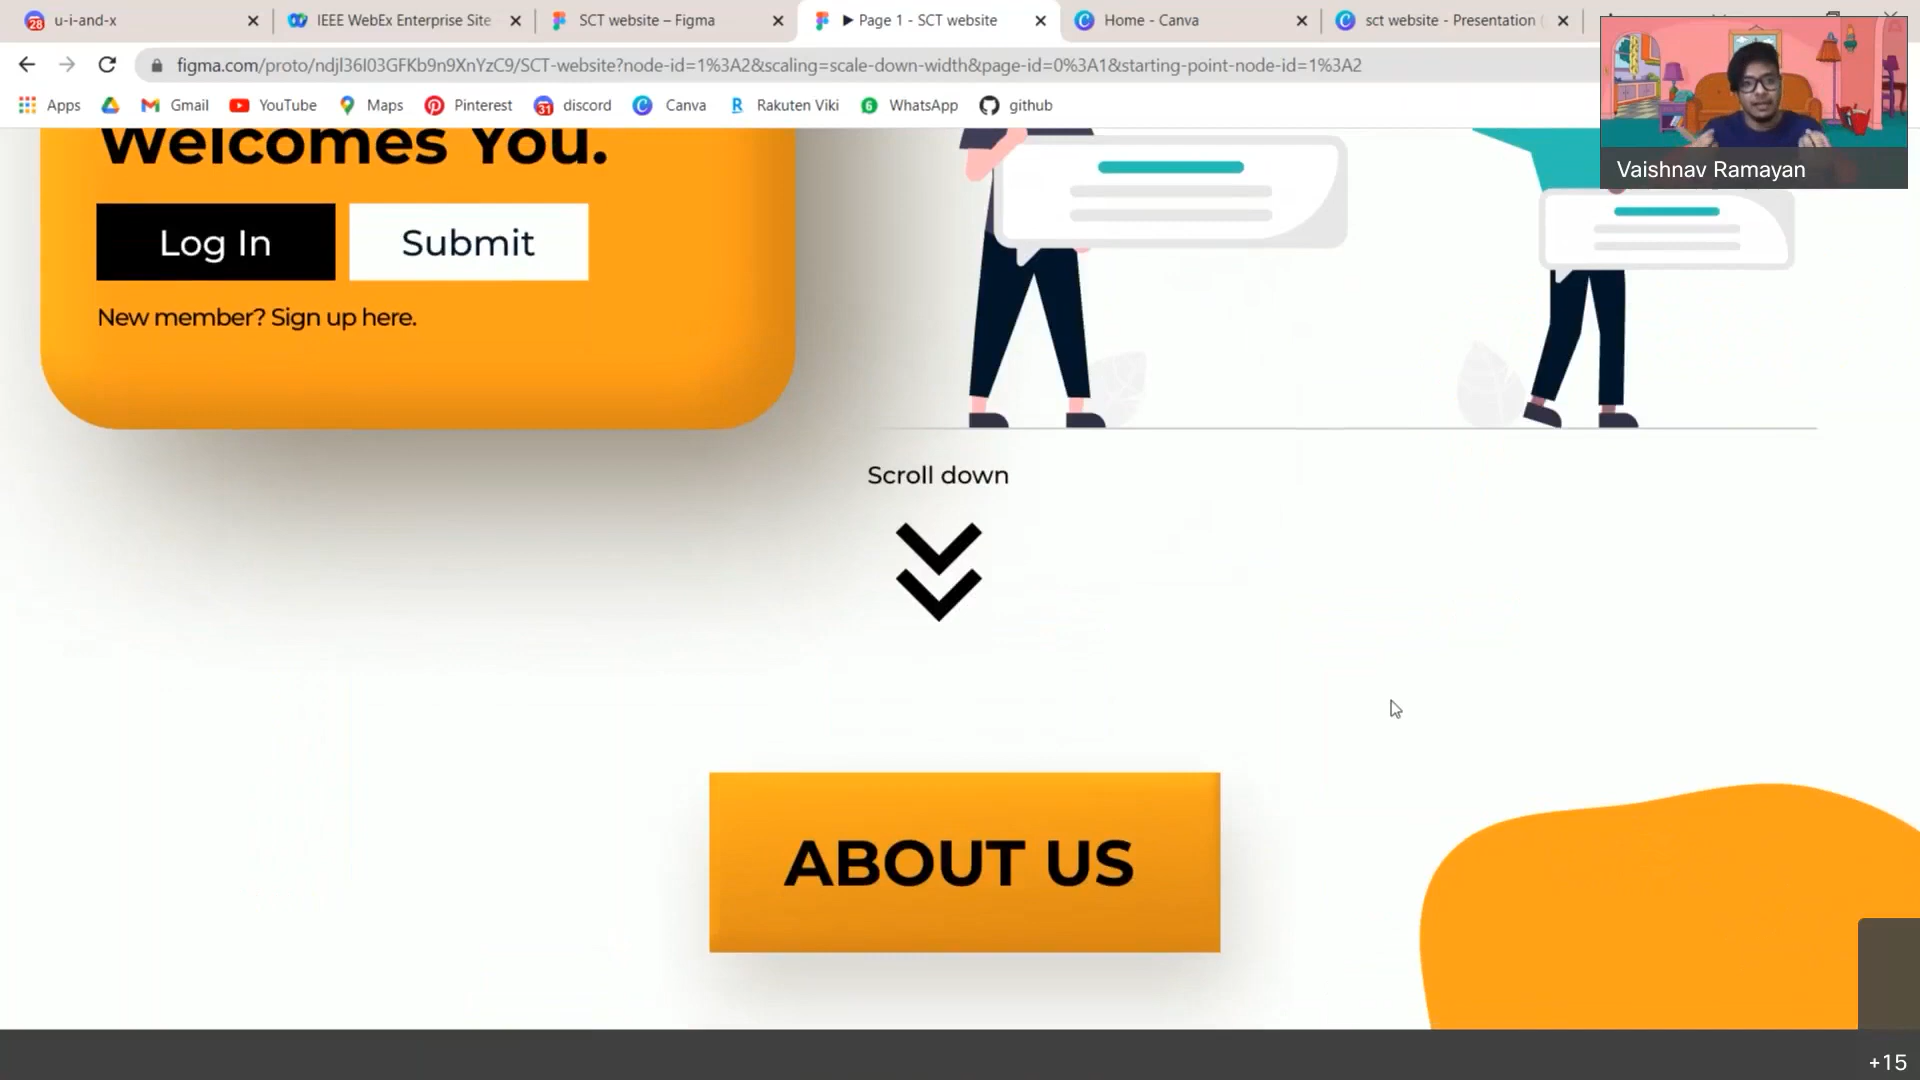 28
u-i-and-x
IEEE WebEx Enterprise Site
SCT website – Figma
Page 1 - SCT website
Home - Canva
sct website - Presentation (
figma.com/proto/ndjl36I03GFKb9n9XnYzC9/SCT-website?node-id=1%3A2&scaling=scale-down-width&page-id=0%3A1&starting-point-node-id=1%3A2
Apps
Gmail
YouTube
Maps
Pinterest
31 discord
Canva
R Rakuten Viki
6 WhatsApp
github
Vaishnav Ramayan
Welcomes You.
Log In
Submit
New member? Sign up here.
Scroll down
ABOUT US
+15